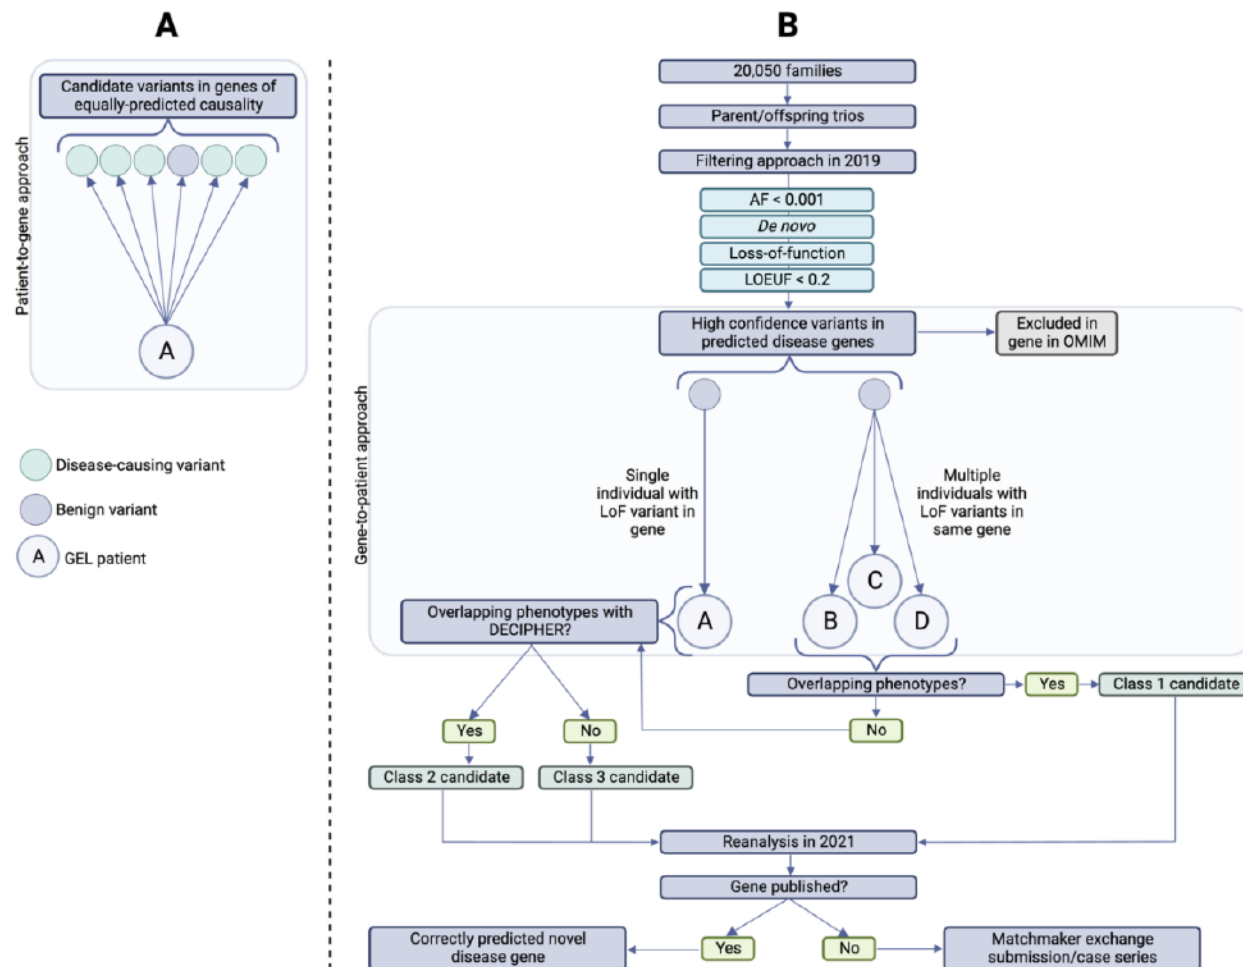 A
B
Patient-to-gene approach
Candidate variants in genes of
equally-predicted causality
A
Disease-causing variant
Benign variant
A
GEL patient
20,050 families
Parent/offspring trios
Filtering approach in 2019
AF < 0.001
De novo
Loss-of-function
LOEUF < 0.2
Gene-to-patient approach
High confidence variants in
predicted disease genes
Excluded in
gene in OMIM
Single
individual with
LoF variant in
gene
Multiple
individuals with
LoF variants in
same gene
A
B
C
D
Overlapping phenotypes with
DECIPHER?
Overlapping phenotypes?
Yes
Class 1 candidate
No
Yes
No
Class 2 candidate
Class 3 candidate
Reanalysis in 2021
Gene published?
Yes
No
Correctly predicted novel
disease gene
Matchmaker exchange
submission/case series